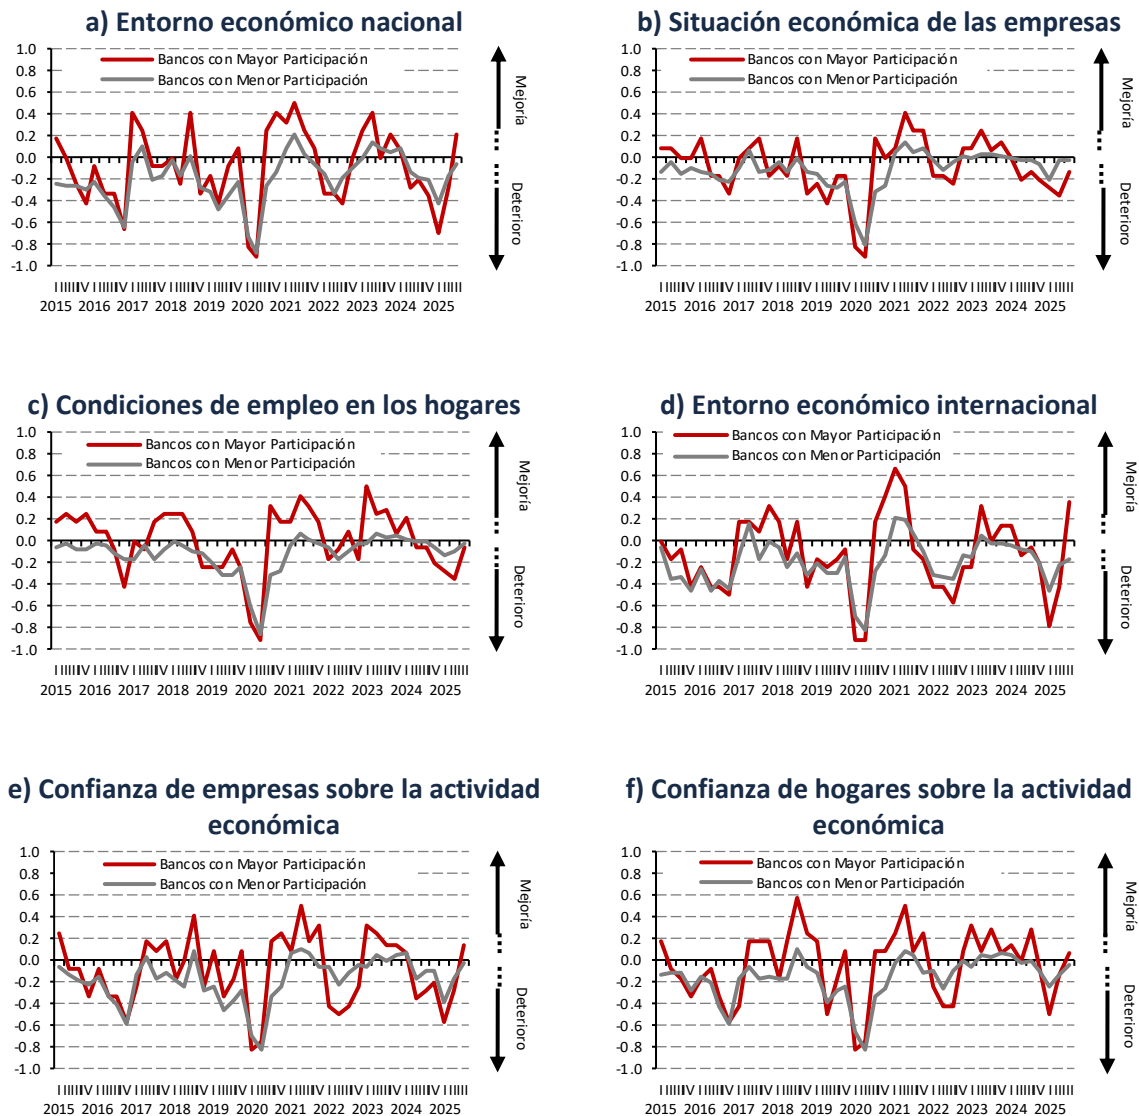 a) Entorno económico nacional
1.0
0.8
0.6
0.4
0.2
0.0
-0.2
-0.4
-0.6
-0.8
-1.0
Bancos con Mayor Participación
Bancos con Menor Participación
Mejoría
Deterioro
2015 2016 2017 2018 2019 2020 2021 2022 2023 2024 2025
b) Situación económica de las empresas
1.0
0.8
0.6
0.4
0.2
0.0
-0.2
-0.4
-0.6
-0.8
-1.0
Bancos con Mayor Participación
Bancos con Menor Participación
Mejoría
Deterioro
2015 2016 2017 2018 2019 2020 2021 2022 2023 2024 2025
c) Condiciones de empleo en los hogares
1.0
0.8
0.6
0.4
0.2
0.0
-0.2
-0.4
-0.6
-0.8
-1.0
Bancos con Mayor Participación
Bancos con Menor Participación
Mejoría
Deterioro
2015 2016 2017 2018 2019 2020 2021 2022 2023 2024 2025
d) Entorno económico internacional
1.0
0.8
0.6
0.4
0.2
0.0
-0.2
-0.4
-0.6
-0.8
-1.0
Bancos con Mayor Participación
Bancos con Menor Participación
Mejoría
Deterioro
2015 2016 2017 2018 2019 2020 2021 2022 2023 2024 2025
e) Confianza de empresas sobre la actividad
económica
1.0
0.8
0.6
0.4
0.2
0.0
-0.2
-0.4
-0.6
-0.8
-1.0
Bancos con Mayor Participación
Bancos con Menor Participación
Mejoría
Deterioro
2015 2016 2017 2018 2019 2020 2021 2022 2023 2024 2025
f) Confianza de hogares sobre la actividad
económica
1.0
0.8
0.6
0.4
0.2
0.0
-0.2
-0.4
-0.6
-0.8
-1.0
Bancos con Mayor Participación
Bancos con Menor Participación
Mejoría
Deterioro
2015 2016 2017 2018 2019 2020 2021 2022 2023 2024 2025